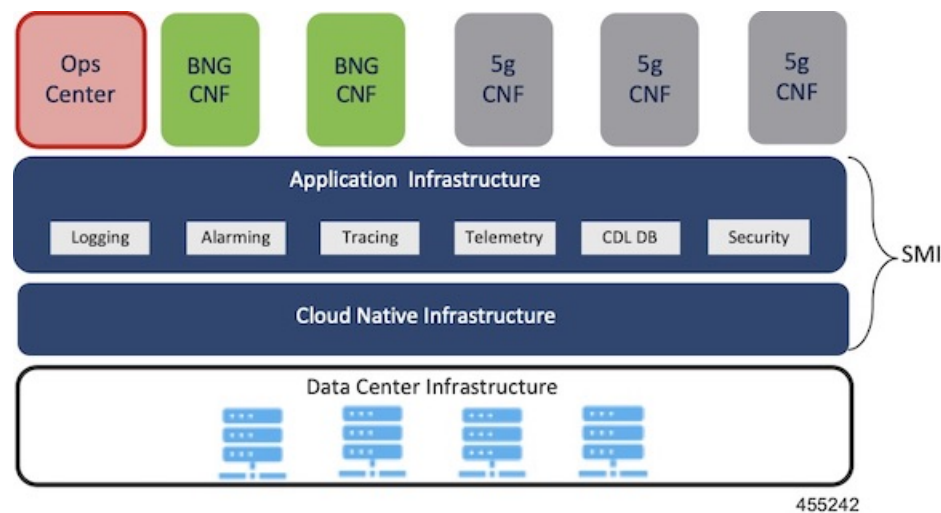 Ops
Center
BNG
CNF
BNG
CNF
5g
CNF
5g
CNF
5g
CNF
Application Infrastructure
Logging
Alarming
Tracing
Telemetry
CDL DB
Security
SMI
Cloud Native Infrastructure
Data Center Infrastructure
455242